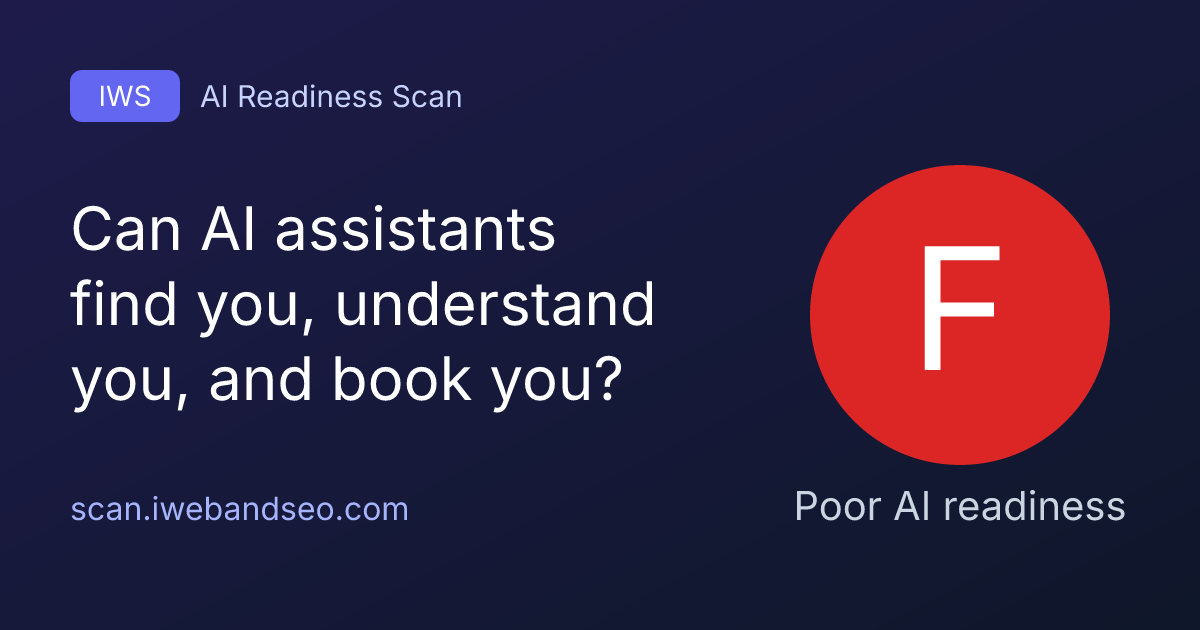 IWS
AI Readiness Scan
Can AI assistants
find you, understand
you, and book you?
F
scan.iwebandseo.com
Poor AI readiness